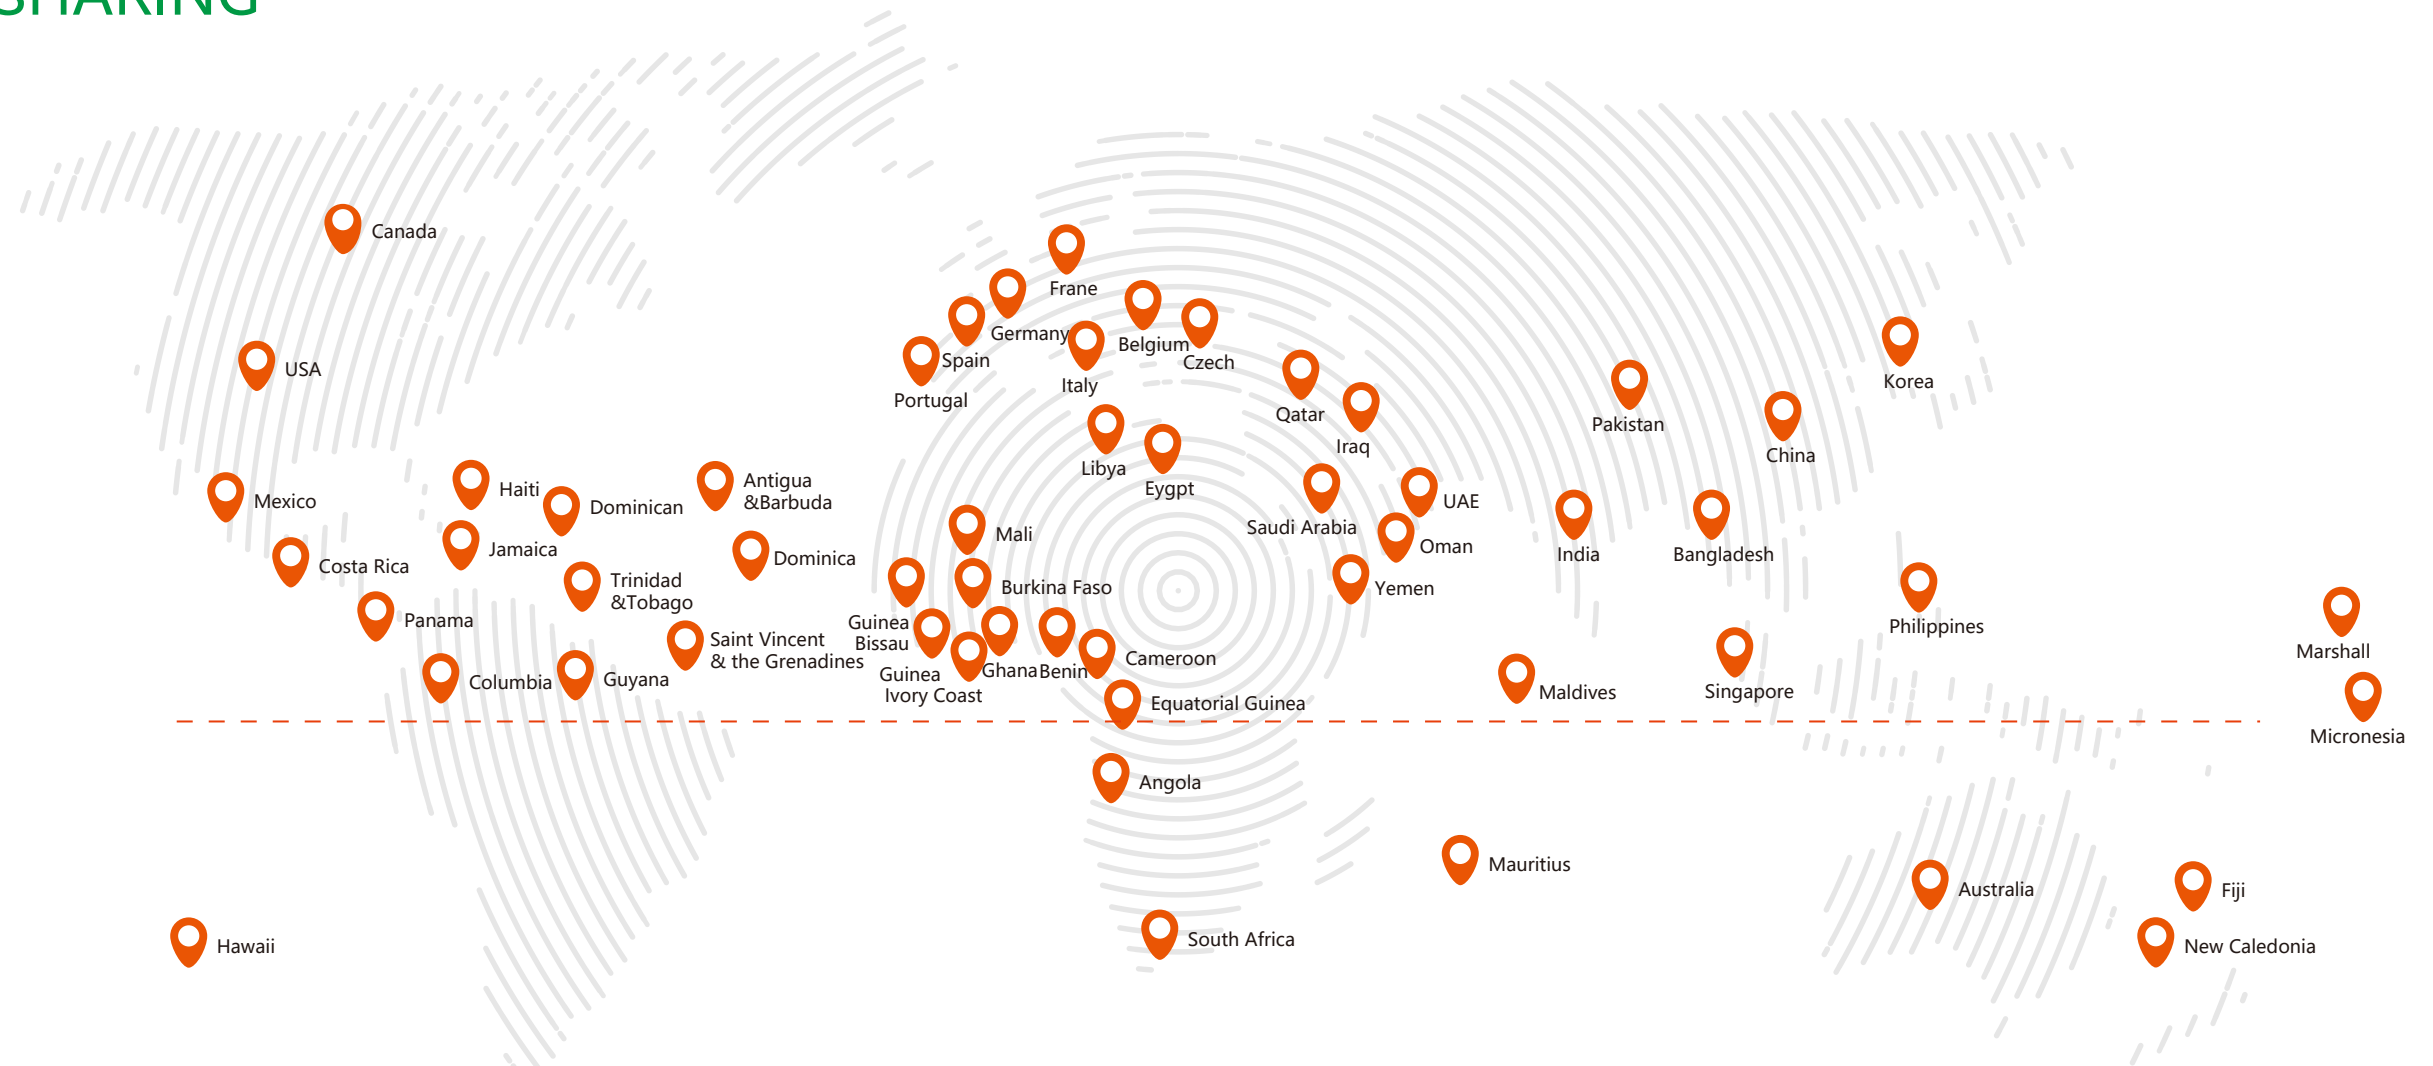 SHARING
Canada
Frane
Germany
Belgium
Spain
Czech
USA
Korea
Italy
Portugal
Qatar
Pakistan
Iraq
China
Libya
Antigua
&Barbuda
Eygpt
Haiti
Mexico
UAE
Dominican
Saudi Arabia
Mali
Oman
Jamaica
India
Bangladesh
Dominica
Costa Rica
Trinidad
&Tobago
Burkina Faso
Yemen
Panama
Guinea
Bissau
Philippines
Saint Vincent
& the Grenadines
Marshall
Cameroon
Ghana
Benin
Guinea
Ivory Coast
Columbia
Guyana
Singapore
Maldives
Equatorial Guinea
Micronesia
Angola
Mauritius
Australia
Fiji
South Africa
Hawaii
New Caledonia